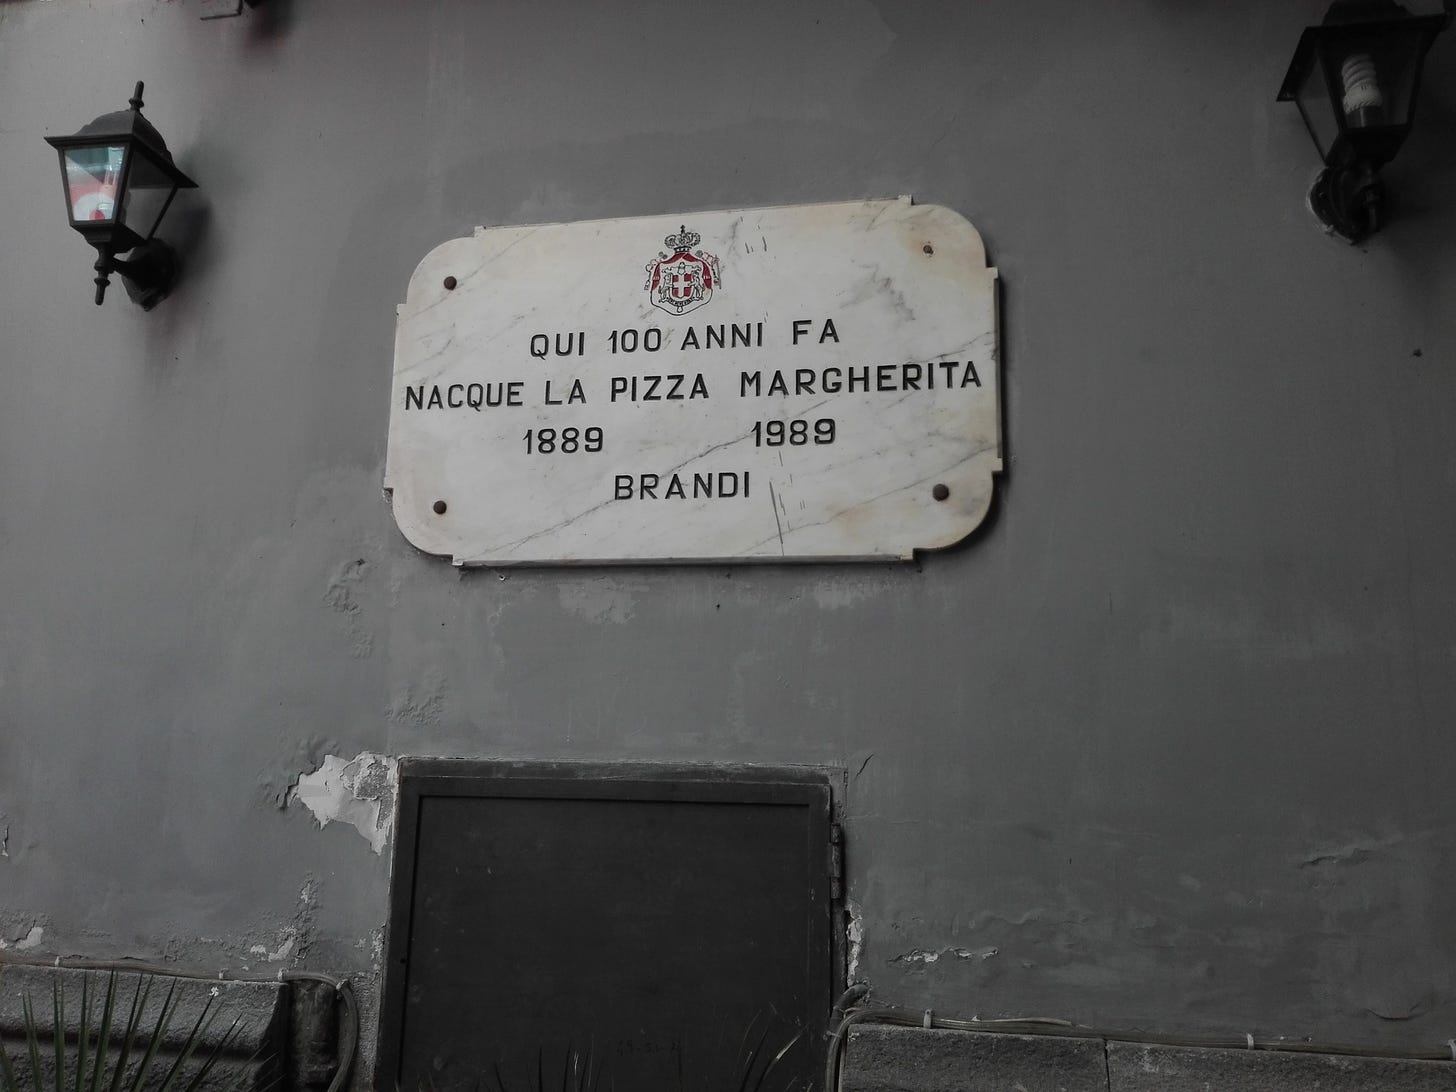 QUI 100 ANNI FA
NACQUE LA PIZZA MARGHERITA
1889 1989
BRANDI